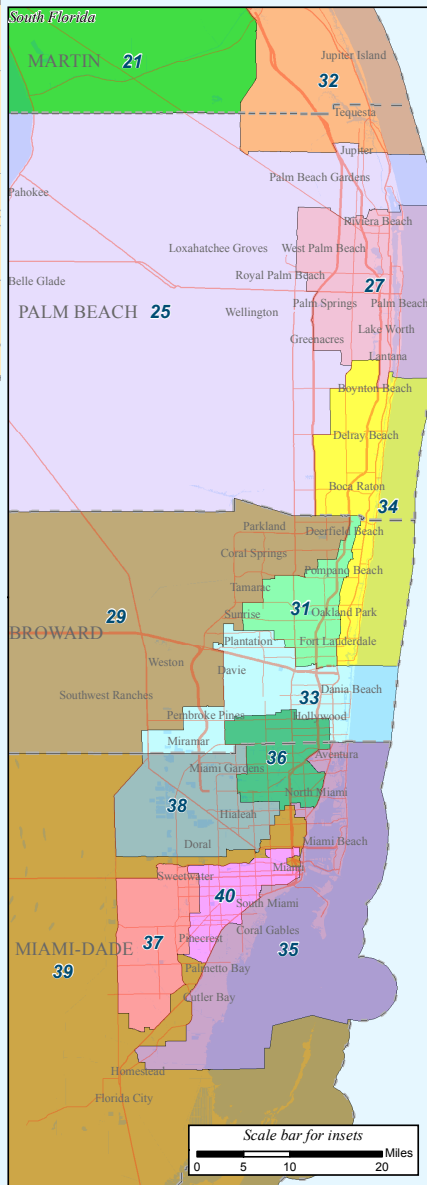 South Florida
Jupiter Island
MARTIN 21
32
Tequesta
Jupiter
Palm Beach Gardens
Pahokee
Riviera Beach
Loxahatchee Groves West Palm Beach
Royal Palm Beach
Belle Glade
27
Palm Springs Palm Beach
PALM BEACH 25 Wellington
Lake Worth
Greenacres
Lantana
Boynton Beach
Delray Beach
Boca Raton
34
Parkland
Deerfield Beach
Coral Springs
Pompano Beach
Tamarac
31
Sunrise Oakland Park
29
BROWARD
Plantation Fort Lauderdale
Weston Davie
Southwest Ranches 33 Dania Beach
Pembroke Pines Hollywood
Miramar
36 Aventura
Miami Gardens
38 North Miami
Hialeah
Doral Miami Beach
Miami
Sweetwater
40
South Miami
Coral Gables
37 Pinecrest
MIAMI-DADE 35
39 Palmetto Bay
Cutler Bay
Homestead
Florida City
Scale bar for insets
Miles
0 5 10 20